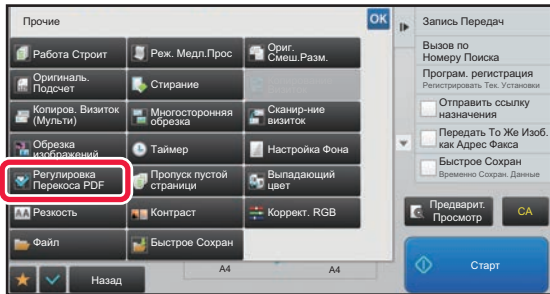 Прочие
OK
Работа Строит
Реж. Медл.Прос
Ориг.
Смеш.Разм.
Оригиналь.
Подсчет
Стирание
Копиров. Визиток
(Мульти)
Многосторонняя
обрезка
Сканир-ние
визиток
Обрезка
изображений
Таймер
Настройка Фона
Регулировка
Перекоса PDF
Пропуск пустой
страници
Выпадающий
цвет
Резкость
Контраст
Коррект. RGB
Файл
Быстрое Сохран
Назад
A4
A4
Запись Передач
Вызов по
Номеру Поиска
Програм. регистрация
Регистрировать Тек. Установки
Отправить ссылку
назначения
Передать То Же Изоб.
как Адрес Факса
Быстрое Сохран
Временно Сохран. Данные
Предварит.
Просмотр
CA
Старт